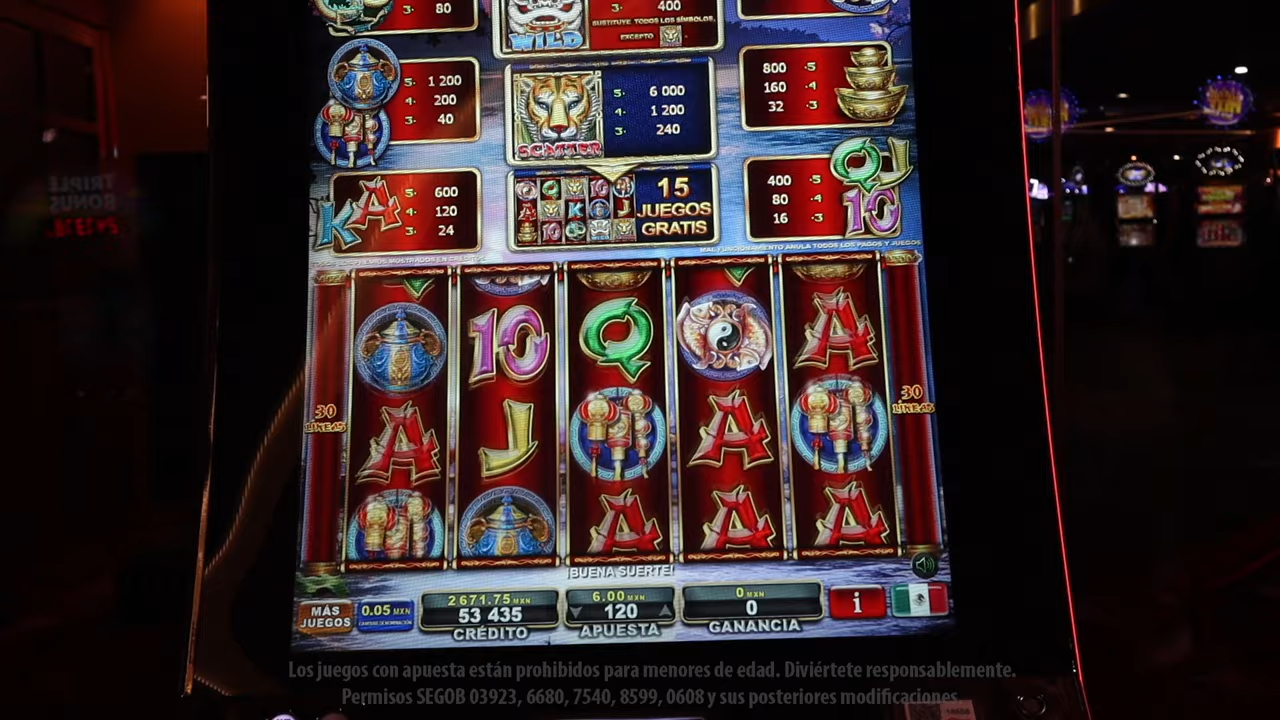 3· 80
3· 400
SUSTITUYE TODOS LOS SÍMBOLOS,
EXCEPTO
WILD
5· 1 200
4· 200
3· 40
5· 6 000
4· 1 200
3· 240
SCATTER
800 ·5
160 ·4
32 ·3
K A
5· 600
4· 120
3· 24
15
JUEGOS
GRATIS
400 ·5
80 ·4
16 ·3
Q J
10
MAL FUNCIONAMIENTO ANULA TODOS LOS PAGOS Y JUEGOS
10 Q A
30
LÍNEAS
A J A
30
LÍNEAS
A A A
¡BUENA SUERTE!
MÁS
JUEGOS
0.05 MXN
2 671.75 MXN
53 435
CRÉDITO
6.00 MXN
120
APUESTA
0 MXN
0
GANANCIA
i
Los juegos con apuesta están prohibidos para menores de edad. Diviértete responsablemente.
Permisos SEGOB 03923, 6680, 7540, 8599, 0608 y sus posteriores modificaciones.